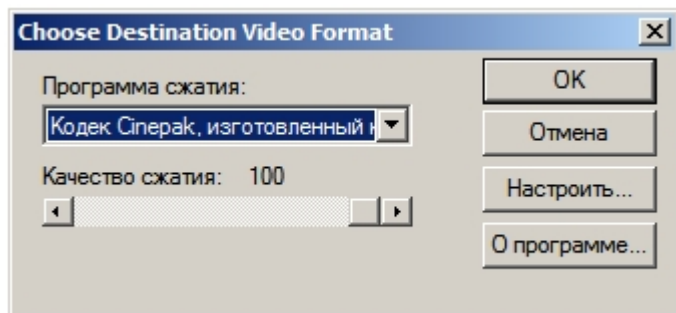 Choose Destination Video Format
Программа сжатия:
Кодек Cinepak, изготовленный
Качество сжатия: 100
OK
Отмена
Настроить...
О программе...